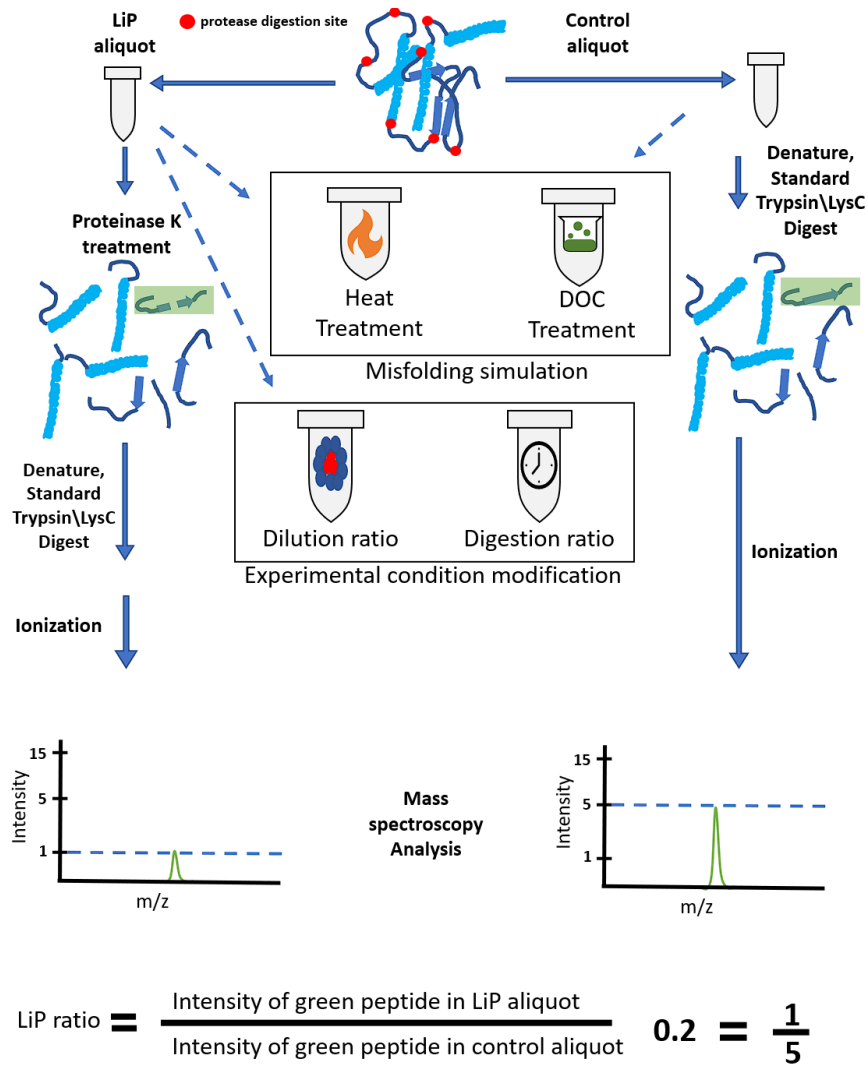 LiP
aliquot
protease digestion site
Control
aliquot
Proteinase K
treatment
Denature,
Standard
Trypsin\LysC
Digest
Heat
Treatment
DOC
Treatment
Misfolding simulation
Dilution ratio
Digestion ratio
Experimental condition modification
Denature,
Standard
Trypsin\LysC
Digest
Ionization
Ionization
15
5
1
Intensity
m/z
Mass
spectroscopy
Analysis
15
5
1
Intensity
m/z
LiP ratio = Intensity of green peptide in LiP aliquot
Intensity of green peptide in control aliquot
0.2 = 1
5